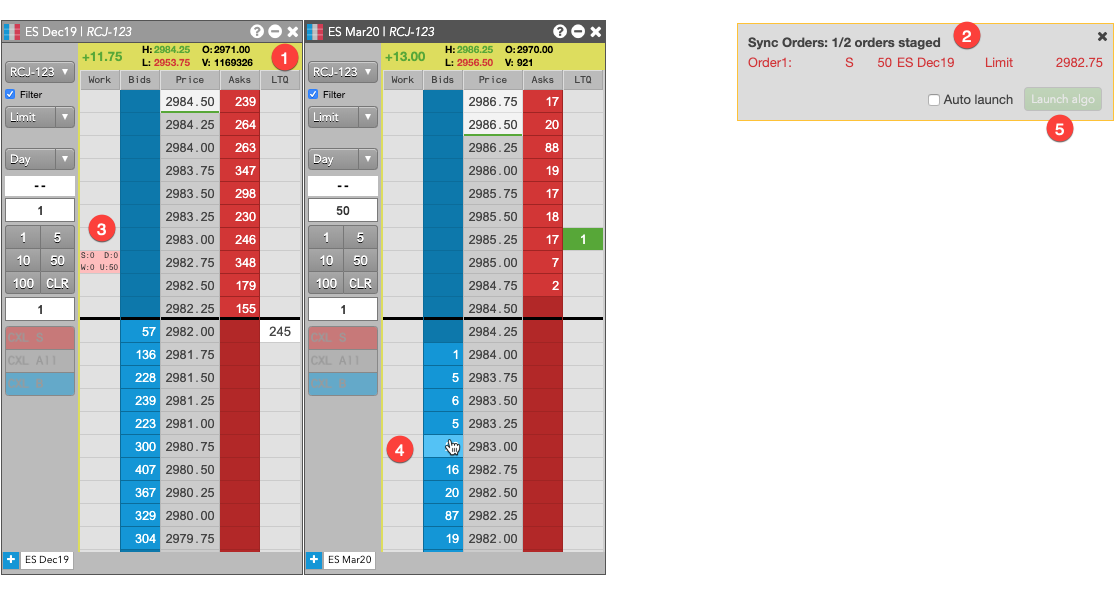 ES Dec19 | RCJ-123
+11.75 H: 2984.25 O: 2971.00
L: 2953.75 V: 1169326
1
RCJ-123
Filter
Limit
Day
--
1
1 5
10 50
100 CLR
1
CXL S
CXL All
Work Bids Price Asks LTQ
2984.50 239
2984.25 264
2984.00 263
2983.75 347
2983.50 298
2983.25 230
3
2983.00 246
S:0 D:0
W:0 U:50
2982.75 348
2982.50 179
2982.25 155
57 2982.00 245
136 2981.75
228 2981.50
239 2981.25
223 2981.00
300 2980.75
407 2980.50
367 2980.25
329 2980.00
304 2979.75
+ ES Dec19
ES Mar20 | RCJ-123
+13.00 H: 2986.25 O: 2970.00
L: 2956.50 V: 921
RCJ-123
Filter
Limit
Day
--
50
1 5
10 50
100 CLR
1
CXL S
CXL All
Work Bids Price Asks LTQ
2986.75 17
2986.50 20
2986.25 88
2986.00 19
2985.75 17
2985.50 18
2985.25 17 1
2985.00 7
2984.75 2
2984.50
2984.25
1 2984.00
5 2983.75
6 2983.50
5 2983.25
4
2983.00
16 2982.75
20 2982.50
87 2982.25
19 2982.00
+ ES Mar20
Sync Orders: 1/2 orders staged
2
Order1: S 50 ES Dec19 Limit 2982.75
Auto launch Launch algo
5